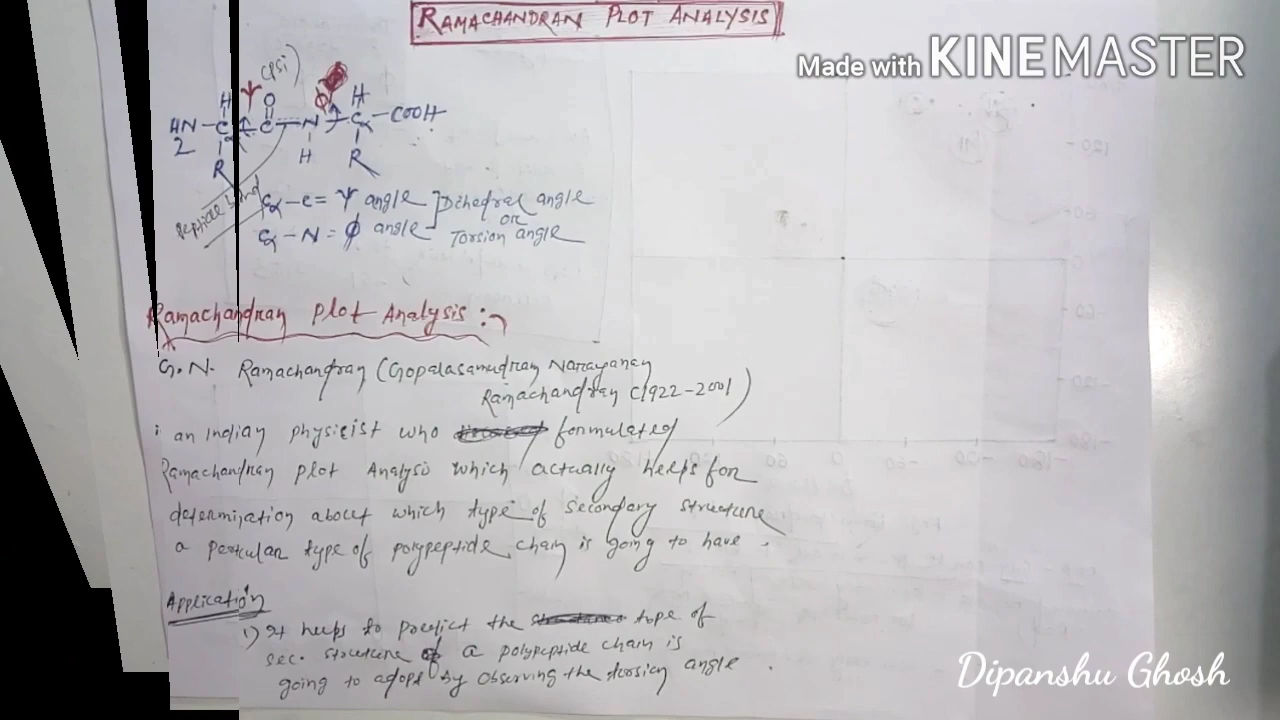 RAMACHANDRAN PLOT ANALYSIS
Made with KINEMASTER
Ψ (Psi)
H O Φ H
H2N - C - C - N - Cα - COOH
R H R
Peptide bond
Cα - C = Ψ angle ] Dihedral angle
OR
Cα - N = Φ angle Torsion angle
Ramachandran Plot Analysis :-
G.N. Ramachandran (Gopalasamudram Narayanan
Ramachandran (1922-2001)
an Indian physicist who formulated
Ramachandran Plot Analysis which actually helps for
determination about which type of secondary structure
a perticular type of polypeptide chain is going to have .
Application
1) It helps to predict the type of
sec. structure of a polypeptide chain is
going to adopt by observing the torsion angle .
Dipanshu Ghosh